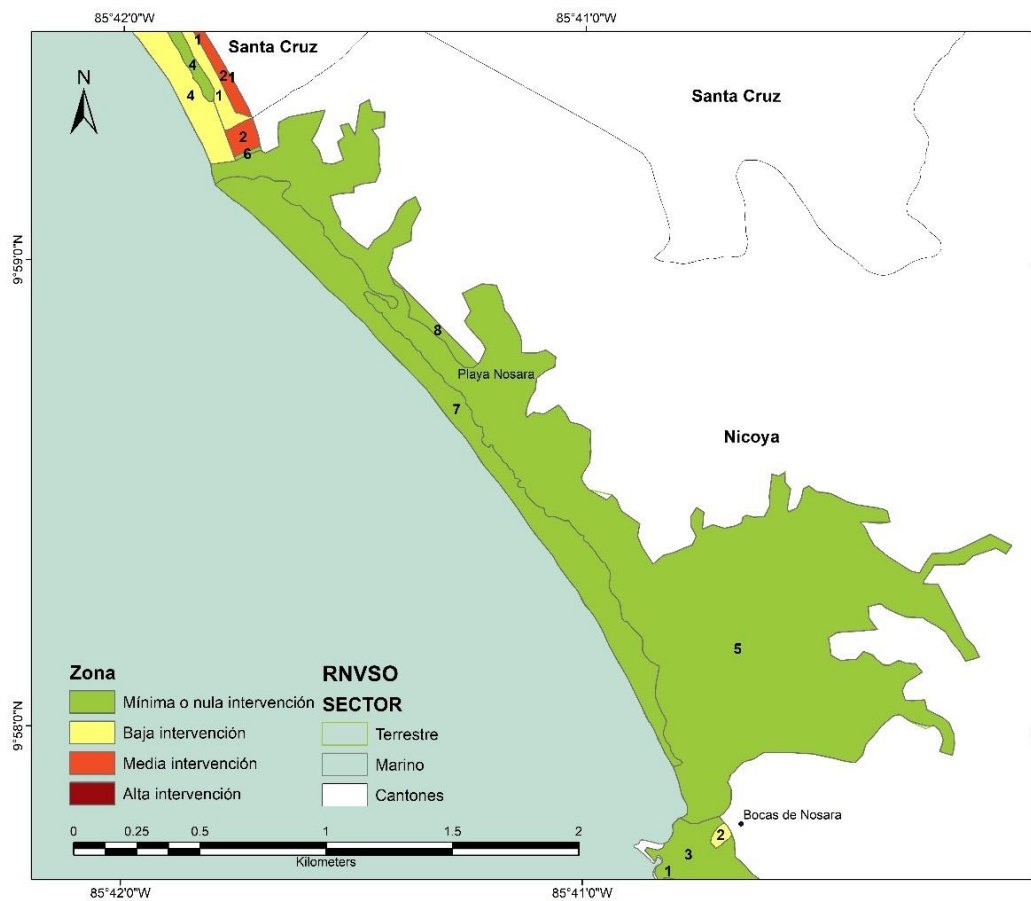 85°42'0"W
85°41'0"W
1
Santa Cruz
4
2
1
4
1
N
Santa Cruz
2
6
9°59'0"N
8
Playa Nosara
7
Nicoya
5
Zona
Mínima o nula intervención
Baja intervención
Media intervención
Alta intervención
RNVSO
SECTOR
Terrestre
Marino
Cantones
9°58'0"N
0 0.25 0.5 1 1.5 2
Kilometers
Bocas de Nosara
2
3
1
85°42'0"W
85°41'0"W